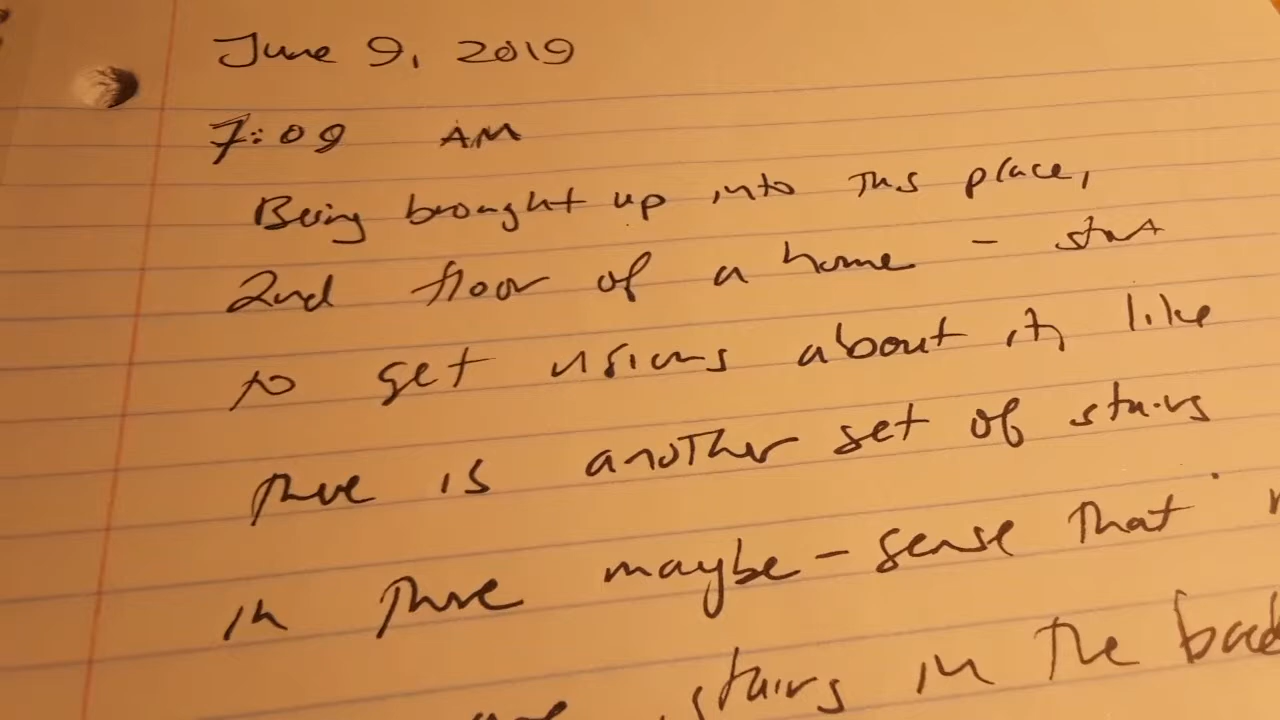 June 9, 2019
7:09 AM
Being brought up into this place,
2nd floor of a home - start
to get visions about it, like
there is another set of stairs
in there maybe - sense that
stairs in the back